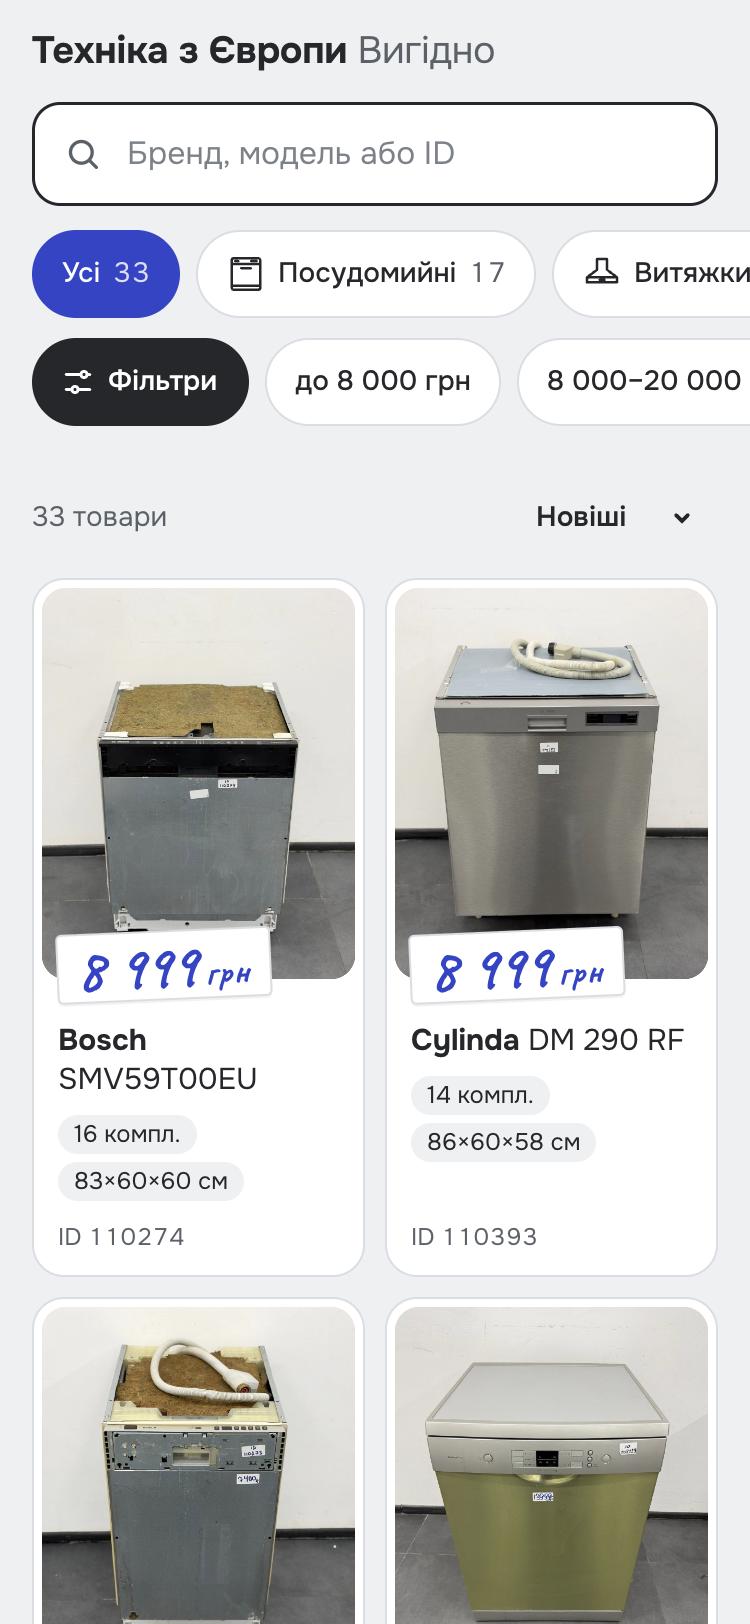 Техніка з Європи Вигідно
Бренд, модель або ID
Усі 33
Посудомийні 17
Витяжки
Фільтри
до 8 000 грн
8 000–20 000
33 товари
Новіші
8 999 грн
8 999 грн
Bosch
SMV59T00EU
16 компл.
83×60×60 см
ID 110274
Cylinda DM 290 RF
14 компл.
86×60×58 см
ID 110393